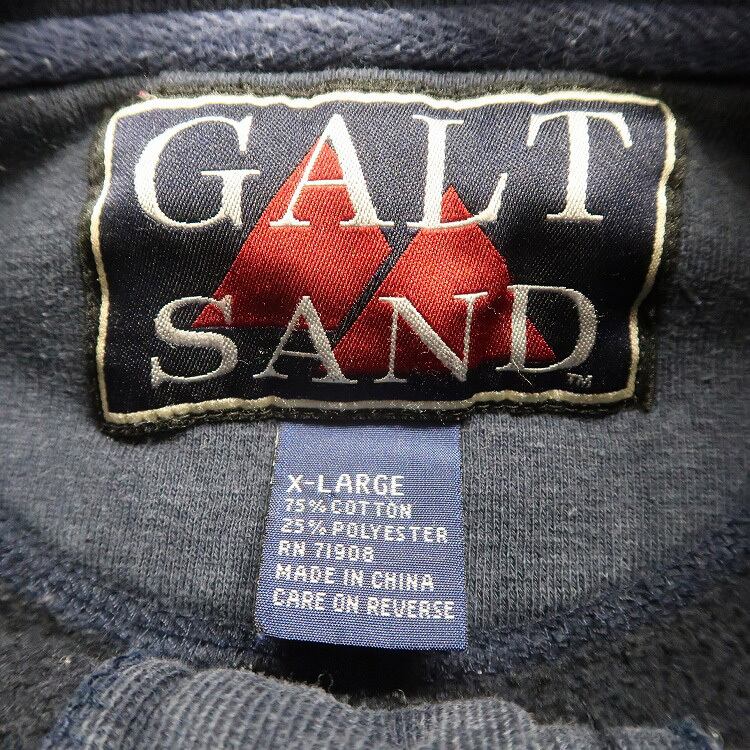 GALT
SAND
TM
X-LARGE
75% COTTON
25% POLYESTER
RN 71908
MADE IN CHINA
CARE ON REVERSE